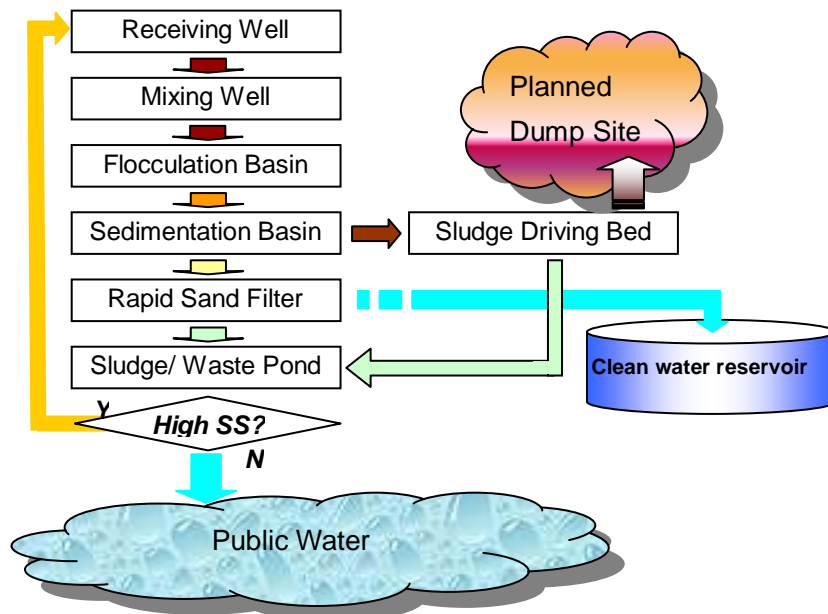 Receiving Well
Mixing Well
Flocculation Basin
Sedimentation Basin
Rapid Sand Filter
Sludge/ Waste Pond
High SS?
Y
N
Public Water
Sludge Driving Bed
Planned
Dump Site
Clean water reservoir